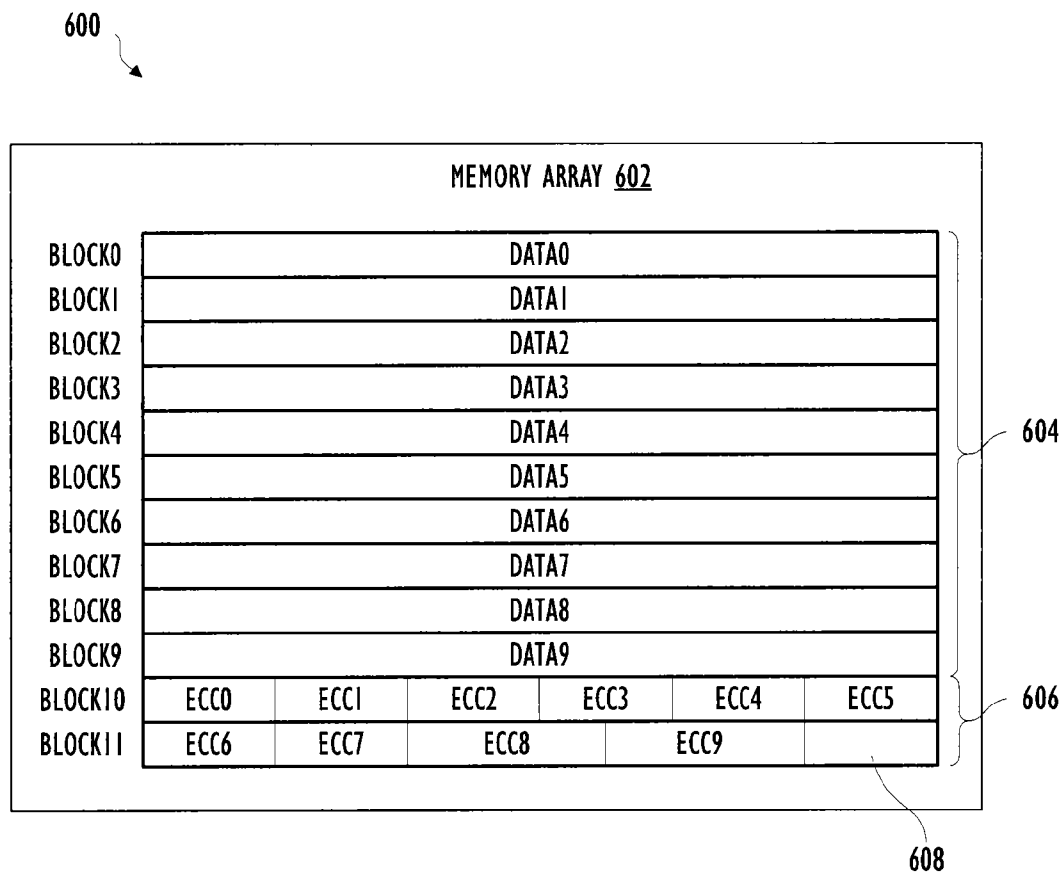 600
MEMORY ARRAY 602
BLOCK0 DATA0
BLOCK1 DATA1
BLOCK2 DATA2
BLOCK3 DATA3
BLOCK4 DATA4
604
BLOCK5 DATA5
BLOCK6 DATA6
BLOCK7 DATA7
BLOCK8 DATA8
BLOCK9 DATA9
BLOCK10 ECC0 ECC1 ECC2 ECC3 ECC4 ECC5
606
BLOCK11 ECC6 ECC7 ECC8 ECC9
608